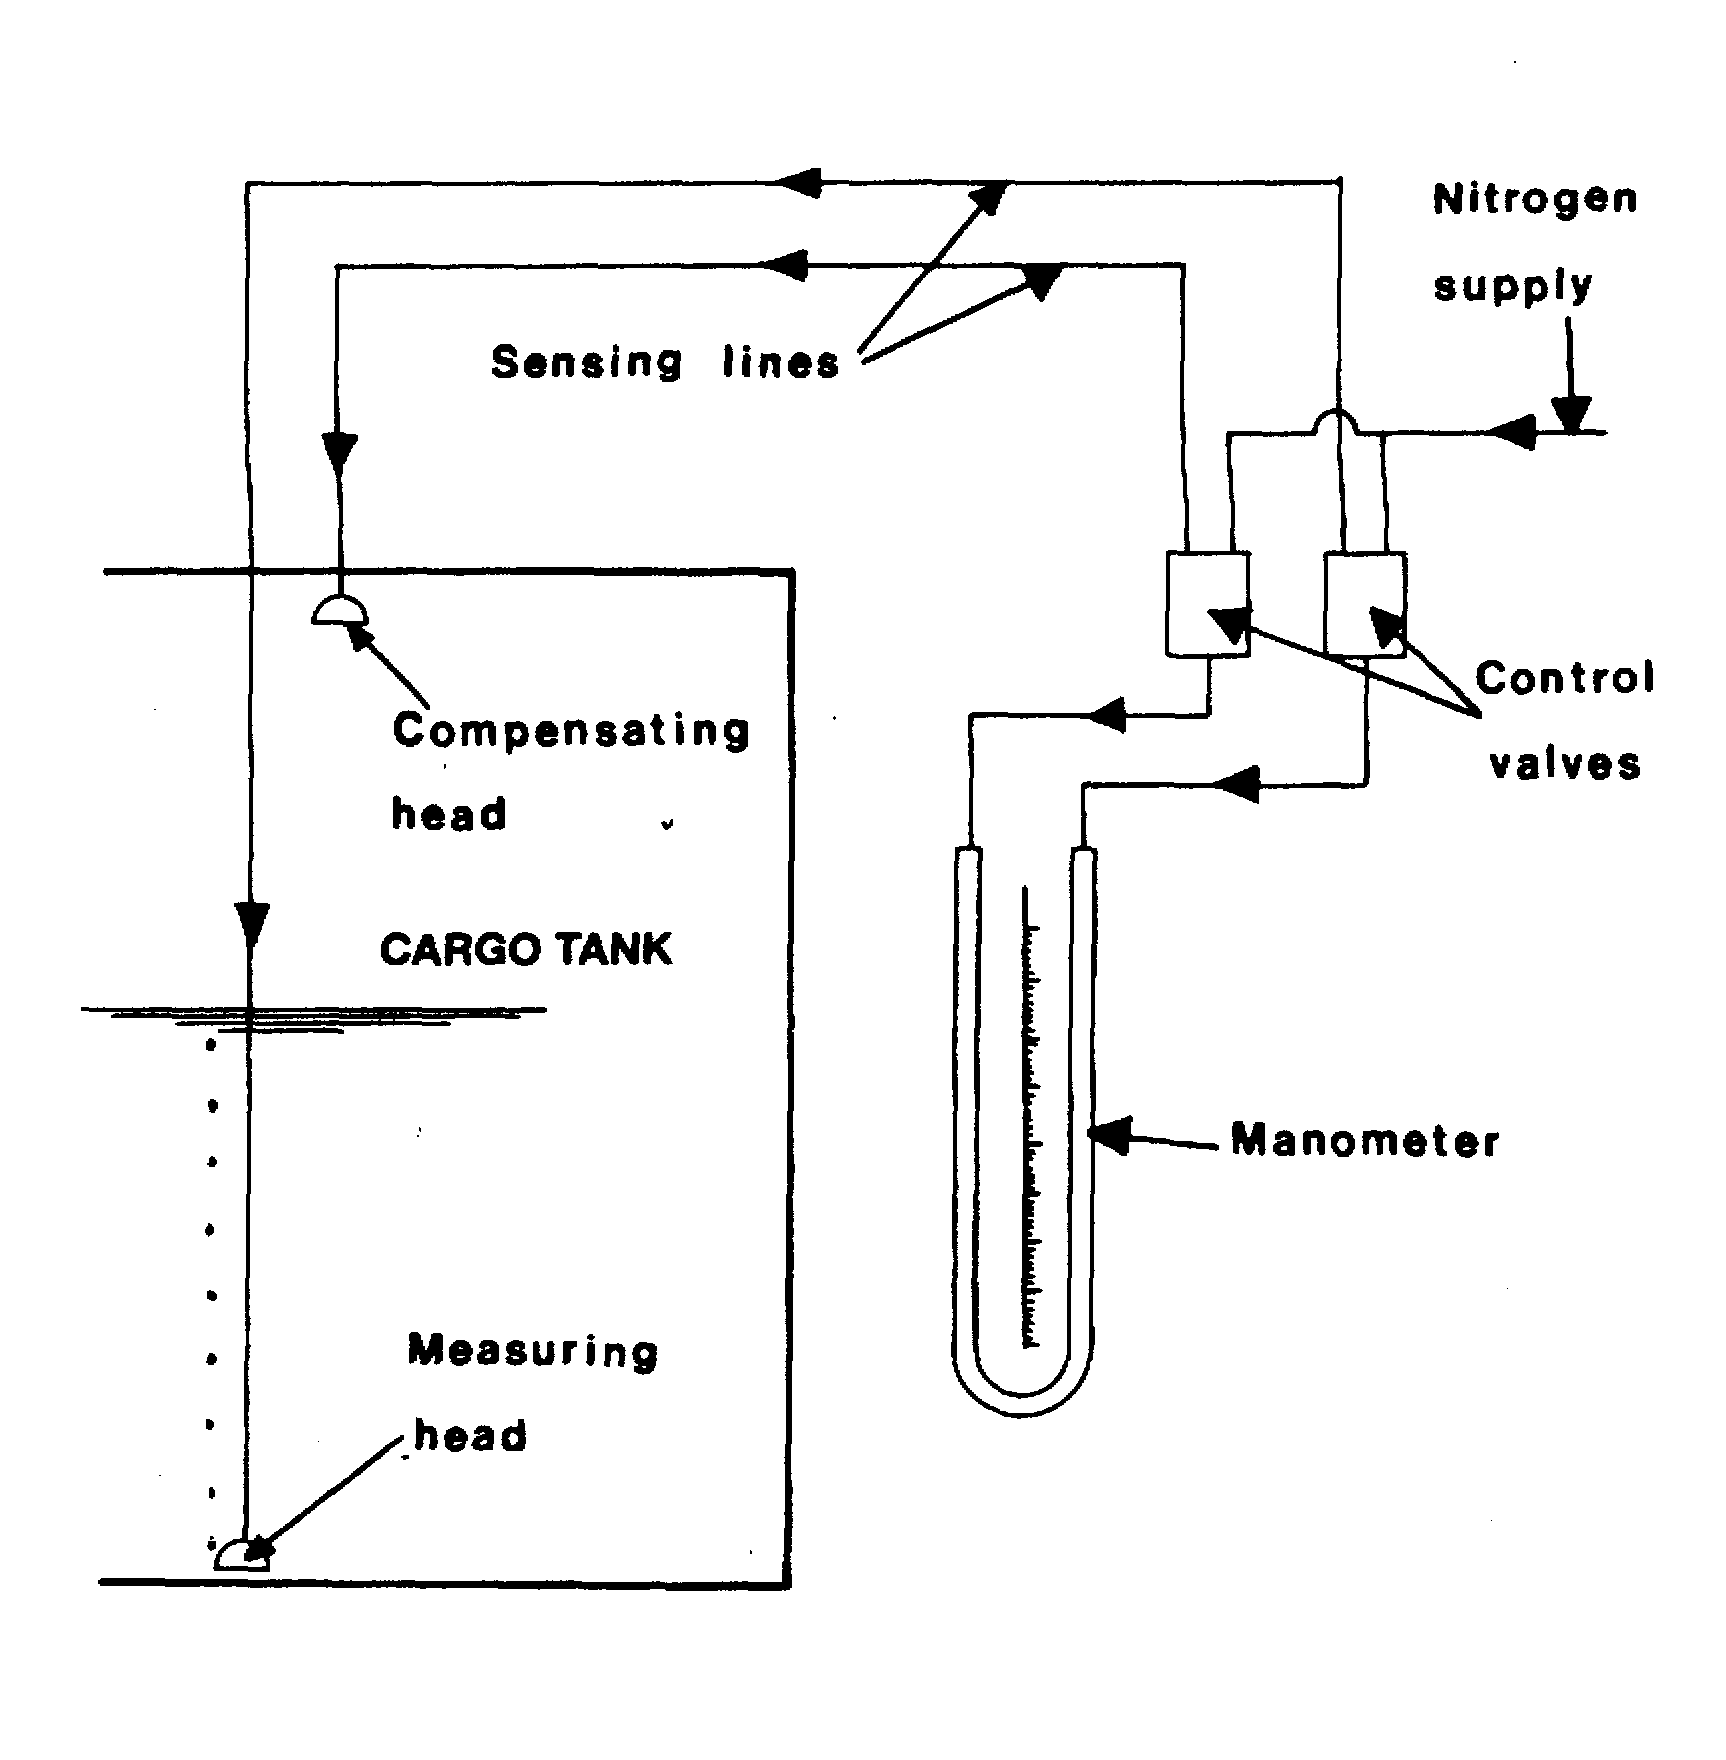 Nitrogen
supply
Sensing lines
Control
valves
Compensating
head
CARGO TANK
Manometer
Measuring
head